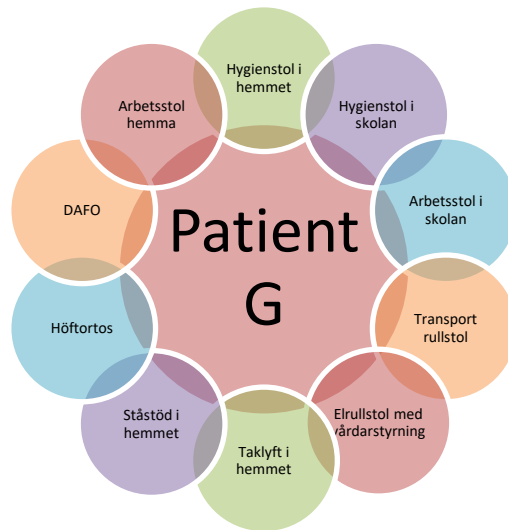 Patient
G
Hygienstol i
hemmet
Hygienstol i
skolan
Arbetsstol i
skolan
Transport
rullstol
Elrullstol med
vårdarstyrning
Taklyft i
hemmet
Ståstöd i
hemmet
Höftortos
DAFO
Arbetsstol
hemma